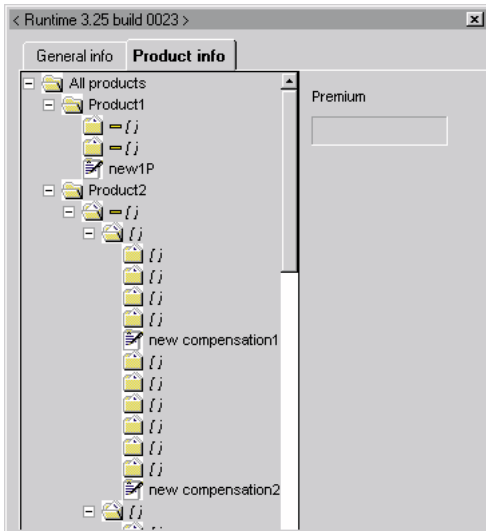 < Runtime 3.25 build 0023 >
General info
Product info
All products
Product1
{ }
{ }
new1P
Product2
{ }
{ }
{ }
{ }
{ }
{ }
new compensation1
{ }
{ }
{ }
{ }
{ }
{ }
new compensation2
{ }
Premium